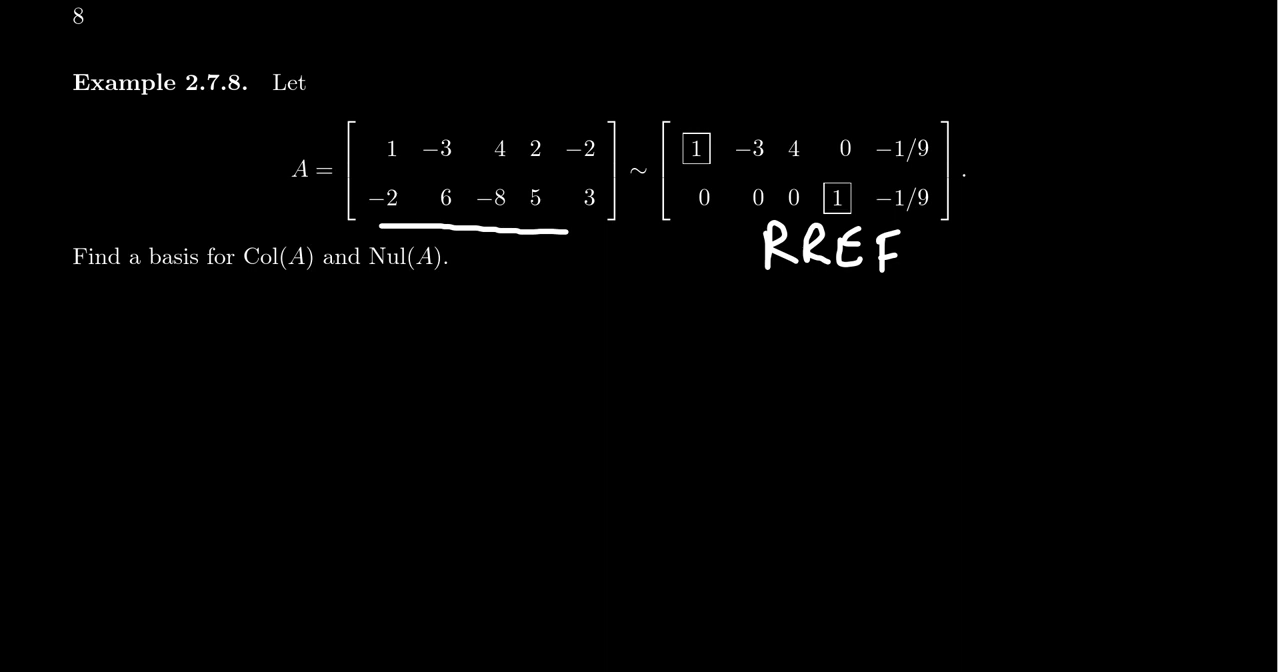 8
Example 2.7.8. Let
A = [ 1 −3 4 2 −2 ] ∼ [ 1 −3 4 0 −1/9 ] .
[ −2 6 −8 5 3 ] [ 0 0 0 1 −1/9 ]
RREF
Find a basis for Col(A) and Nul(A).